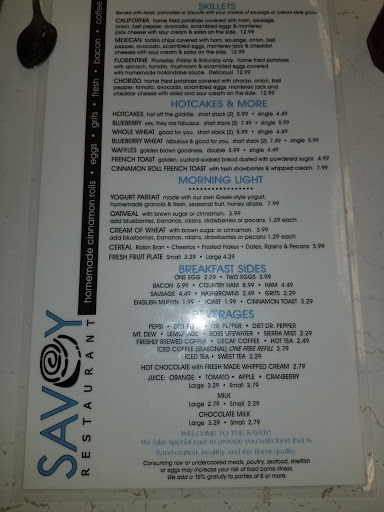 homemade cinnamon rolls • eggs • grits • fresh • bacon • coffee
SAVOY
RESTAURANT
SKILLETS
Served with toast, pancakes or biscuits with your choice of sausage or cream style gravy
CALIFORNIA home fried potatoes covered with ham, sausage,
onion, bell pepper, avocado, scrambled eggs, monterey
jack cheese with sour cream & salsa on the side. 12.99
MEXICAN tortilla chips covered with ham, sausage, onion, bell
pepper, avocado, scrambled eggs, monterey jack & cheddar
cheese with sour cream and salsa on the side. 12.99
FLORENTINE Thursday, Friday & Saturday only. home fried potatoes
with spinach, tomato, mushroom & scrambled eggs covered
with homemade hollandaise sauce. Delicious! 12.99
CHORIZO home fried potatoes covered with chorizo, onion, bell
pepper, tomato, avocado, scrambled eggs, monterey jack and
cheddar cheese with salsa and sour cream on the side. 12.99
HOTCAKES & MORE
HOTCAKES hot off the griddle. short stack (2) 5.99 • single 4.49
BLUEBERRY yes, they are fabulous. short stack (2) 7.49 • single 5.99
WHOLE WHEAT good for you. short stack (2) 5.99 • single 4.49
BLUEBERRY WHEAT fabulous & good for you. short stack (2) 7.49 • single 5.99
WAFFLES golden brown goodness. double 5.99 • single 4.49
FRENCH TOAST golden, custard-soaked bread dusted with powdered sugar. 4.99
CINNAMON ROLL FRENCH TOAST with fresh strawberries & whipped cream. 7.99
MORNING LIGHT
YOGURT PARFAIT made with our own Greek-style yogurt,
homemade granola & fresh, seasonal fruit, honey drizzle. 7.99
OATMEAL with brown sugar or cinnamon. 3.99
add blueberries, bananas, walnuts, raisins, strawberries or pecans 1.29 each
CREAM OF WHEAT with brown sugar or cinnamon. 3.99
add blueberries, bananas, walnuts, raisins, strawberries or pecans 1.29 each.
CEREAL Raisin Bran • Cheerios • Frosted Flakes • Dates, Raisins & Pecans 3.99
FRESH FRUIT PLATE Small 3.29 • Large 4.29
BREAKFAST SIDES
ONE EGG 2.29 • TWO EGGS 3.99
BACON 5.99 • COUNTRY HAM 8.99 • HAM 4.49
SAUSAGE 4.49 • HASHBROWNS 2.49 • GRITS 2.29
ENGLISH MUFFIN 1.99 • TOAST 1.99 • CINNAMON TOAST 3.29
BEVERAGES
PEPSI • DIET PEPSI • DR. PEPPER • DIET DR. PEPPER
MT. DEW • LEMONADE • ROBE LIFEWATER • SIERRA MIST 2.29
FRESHLY BREWED COFFEE • DECAF COFFEE • HOT TEA 2.49
ICED COFFEE (SEASONAL) ONE FREE REFILL 3.79
ICED TEA • SWEET TEA 2.29
HOT CHOCOLATE with FRESH MADE WHIPPED CREAM 2.79
JUICE: ORANGE • TOMATO • APPLE • CRANBERRY
Large 3.29 • Small 2.79
MILK
Large 2.79 • Small 2.29
CHOCOLATE MILK
Large 3.29 • Small 2.79
WELCOME TO THE SAVOY!
We take special care to provide you with food that is
hand-crafted, healthy and the finest quality.
Consuming raw or undercooked meats, poultry, seafood, shellfish
or eggs may increase your risk of food borne illness.
We add a 15% gratuity to parties of 8 or more.